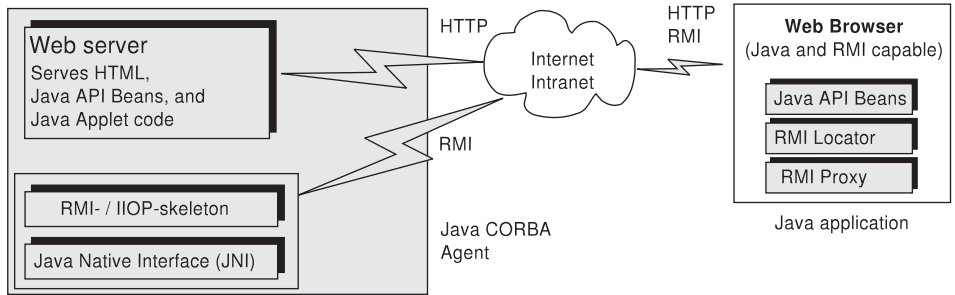 Web server
Serves HTML,
Java API Beans, and
Java Applet code
RMI- / IIOP-skeleton
Java Native Interface (JNI)
HTTP
RMI
Java CORBA
Agent
Internet
Intranet
HTTP
RMI
Web Browser
(Java and RMI capable)
Java API Beans
RMI Locator
RMI Proxy
Java application